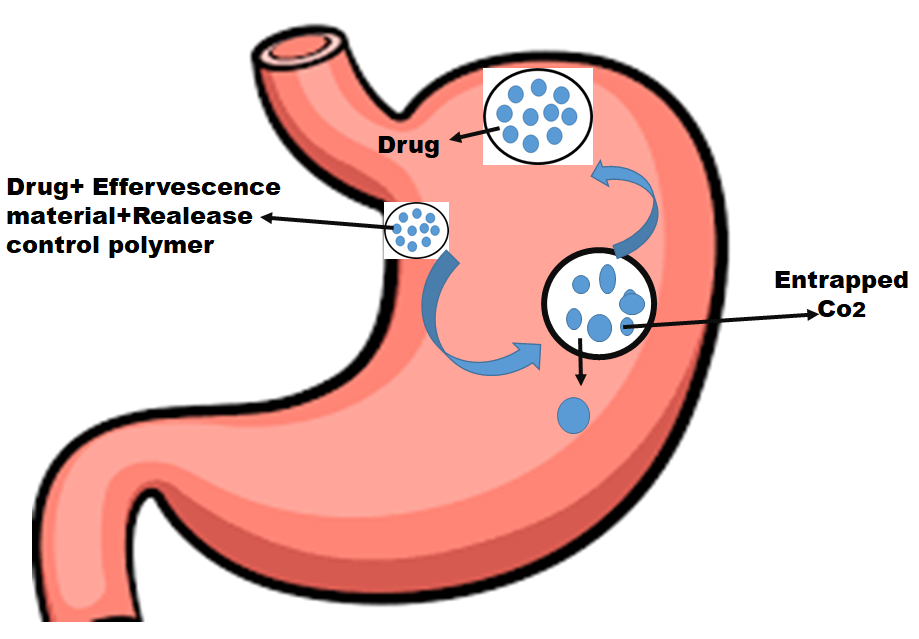 Drug
Drug+ Effervescence
material+Realease
control polymer
Entrapped
Co2